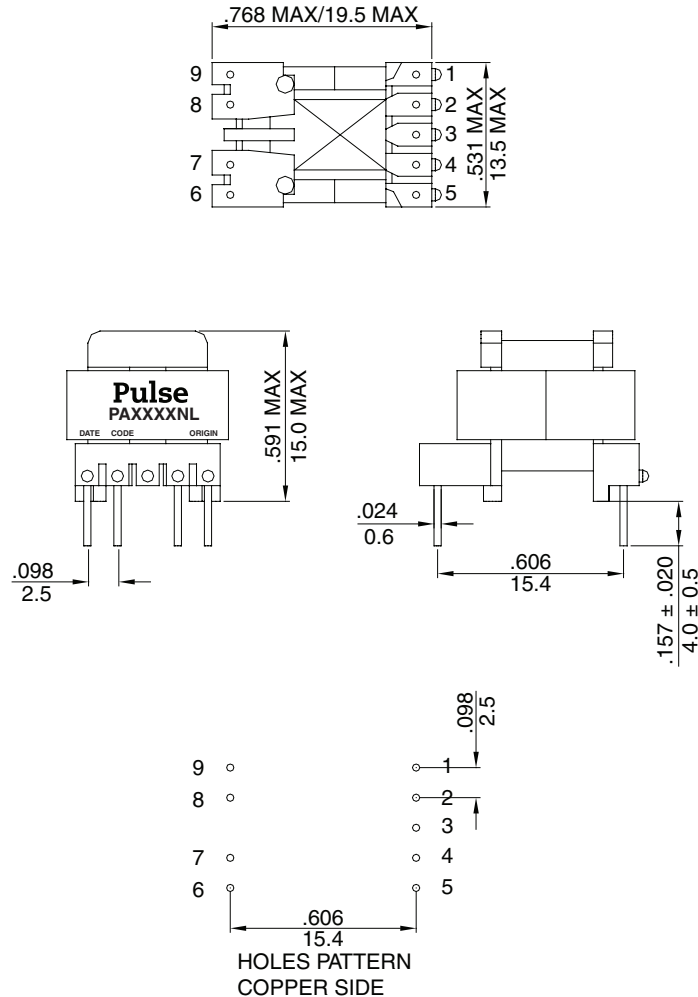 .768 MAX/19.5 MAX
9
8
7
6
1
2
3
4
5
.531 MAX
13.5 MAX
Pulse
PAXXXXNL
DATE CODE ORIGIN
.591 MAX
15.0 MAX
.098
2.5
.024
0.6
.606
15.4
.157 ± .020
4.0 ± 0.5
.098
2.5
9
8
7
6
1
2
3
4
5
.606
15.4
HOLES PATTERN
COPPER SIDE